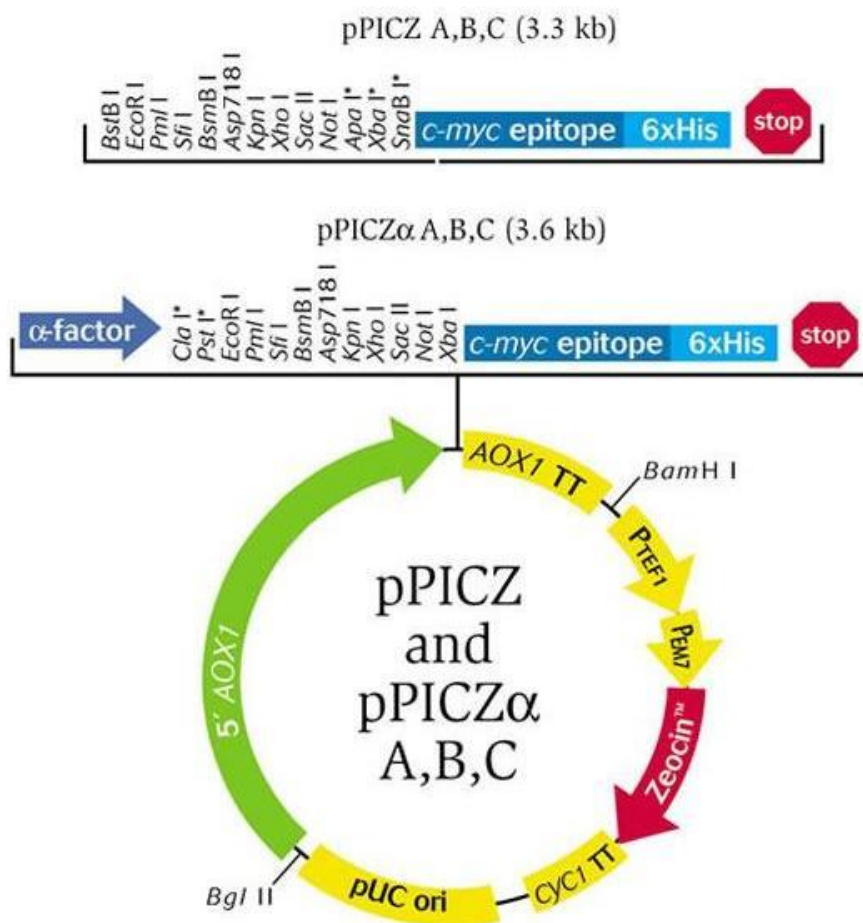 pPICZ A,B,C (3.3 kb)
BstB I
EcoR I
Pml I
Sfi I
BsmB I
Asp718 I
Kpn I
Xho I
Sac II
Not I
Apa I*
Xba I*
SnaB I*
c-myc epitope
6xHis
stop
pPICZα A,B,C (3.6 kb)
α-factor
Cla I*
Pst I*
EcoR I
Pml I
Sfi I
BsmB I
Asp718 I
Kpn I
Xho I
Sac II
Not I
Xba I
c-myc epitope
6xHis
stop
AOX1 TT
BamH I
PTEF1
PEM7
Zeocin™
CYC1 TT
pUC ori
Bgl II
5´ AOX1
pPICZ
and
pPICZα
A,B,C